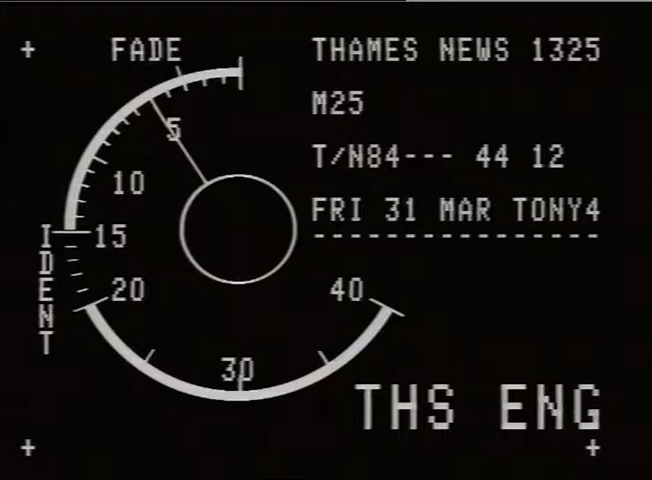 FADE
THAMES NEWS 1325
M25
T/N84--- 44 12
FRI 31 MAR TONY4
----------------
5
10
15
20
30
40
IDENT
THS ENG